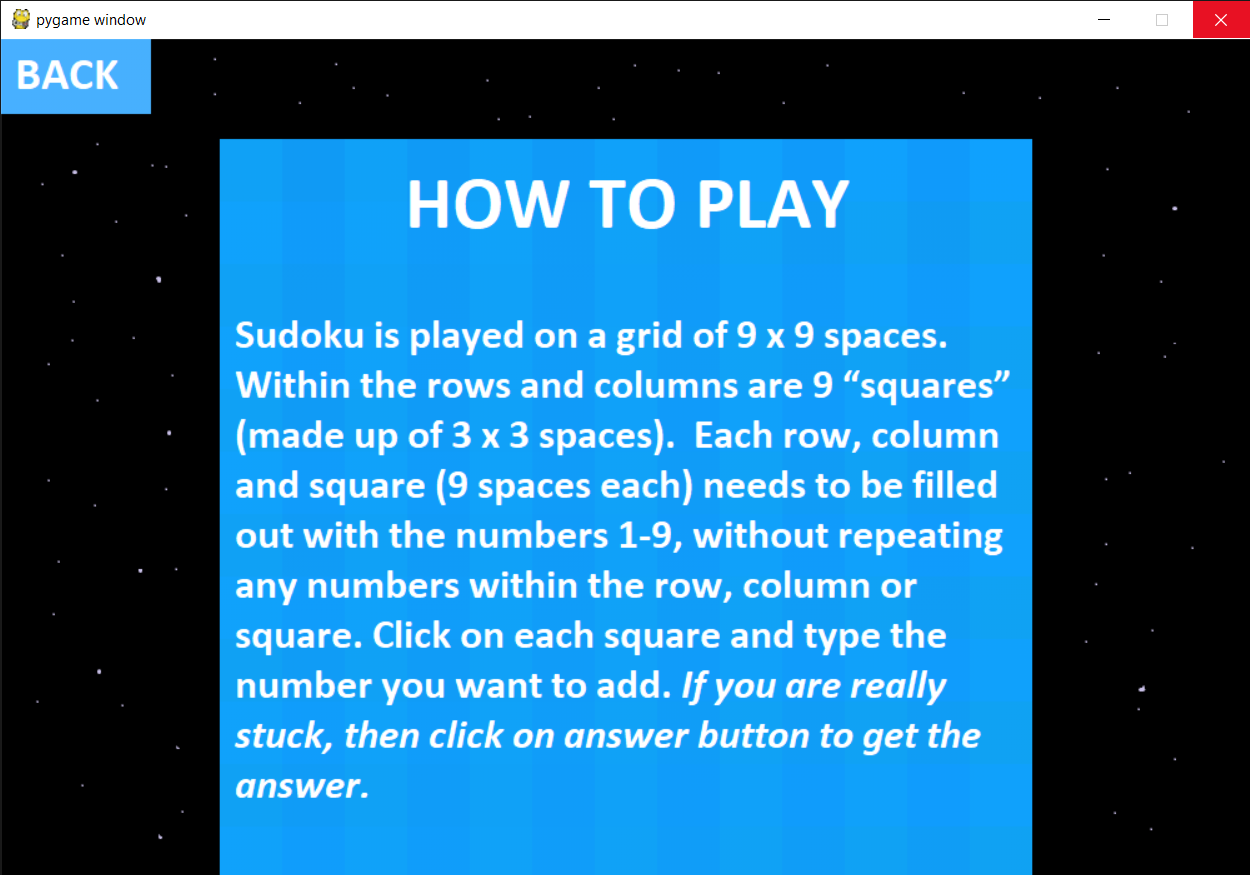 pygame window
BACK
HOW TO PLAY
Sudoku is played on a grid of 9 x 9 spaces.
Within the rows and columns are 9 “squares”
(made up of 3 x 3 spaces).  Each row, column
and square (9 spaces each) needs to be filled
out with the numbers 1-9, without repeating
any numbers within the row, column or
square. Click on each square and type the
number you want to add. If you are really
stuck, then click on answer button to get the
answer.